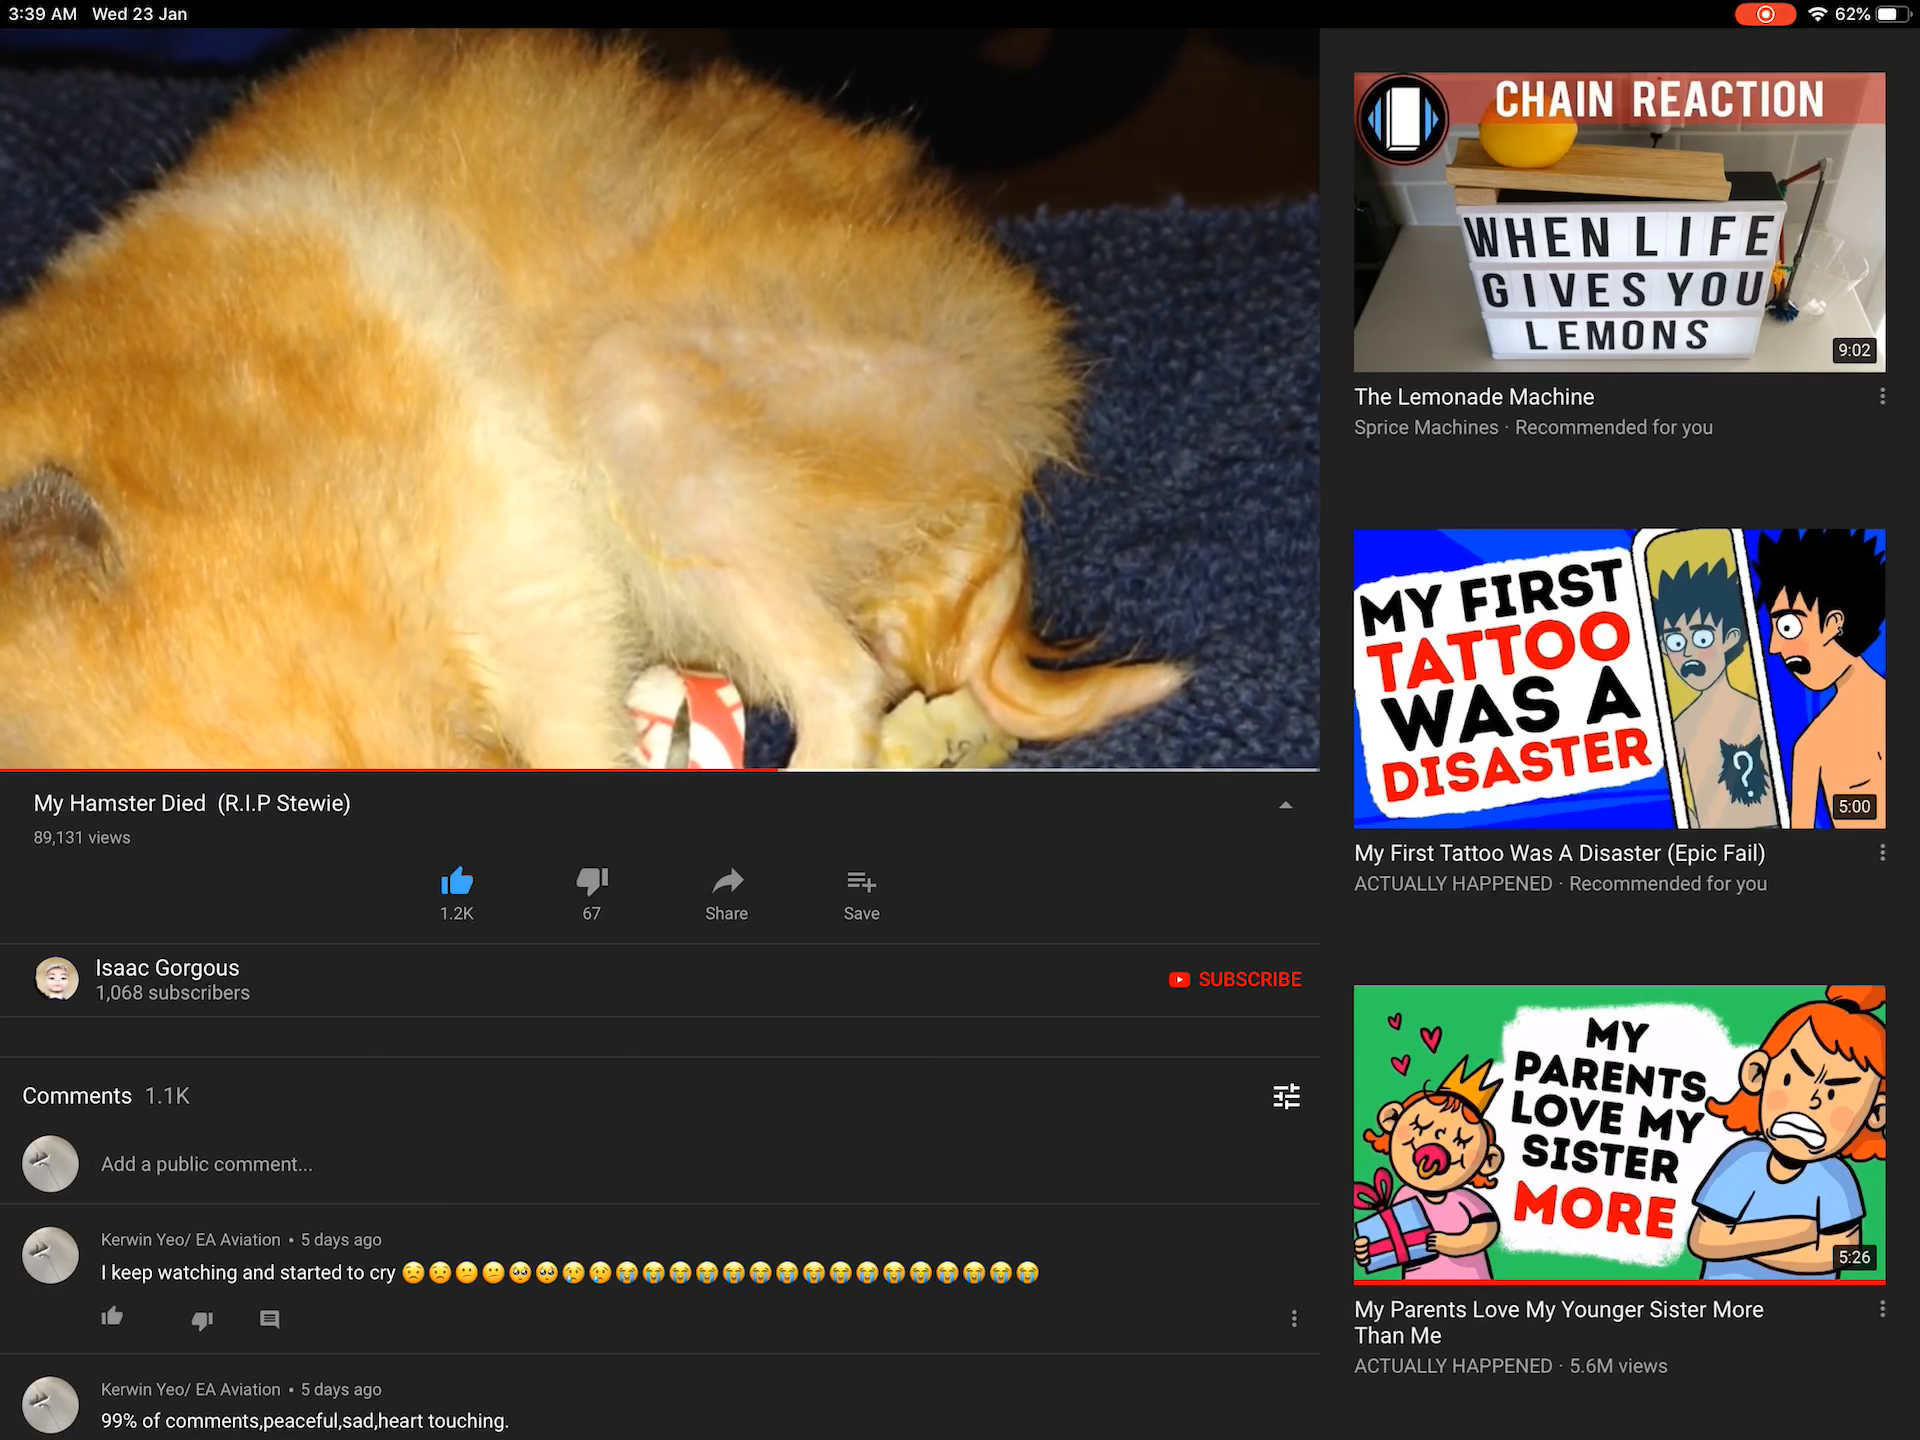 3:39 AM Wed 23 Jan
62%
CHAIN REACTION
WHEN LIFE
GIVES YOU
LEMONS
9:02
The Lemonade Machine
Sprice Machines · Recommended for you
MY FIRST
TATTOO
WAS A
DISASTER
?
5:00
My First Tattoo Was A Disaster (Epic Fail)
ACTUALLY HAPPENED · Recommended for you
MY
PARENTS
LOVE MY
SISTER
MORE
5:26
My Parents Love My Younger Sister More
Than Me
ACTUALLY HAPPENED · 5.6M views
My Hamster Died (R.I.P Stewie)
89,131 views
1.2K
67
Share
Save
Isaac Gorgous
1,068 subscribers
SUBSCRIBE
Comments 1.1K
Add a public comment...
Kerwin Yeo/ EA Aviation • 5 days ago
I keep watching and started to cry 😟😟😕😕🥺🥺😢😢😭😭😭😭😭😭😭😭😭😭😭😭😭😭😭😭
Kerwin Yeo/ EA Aviation • 5 days ago
99% of comments,peaceful,sad,heart touching.